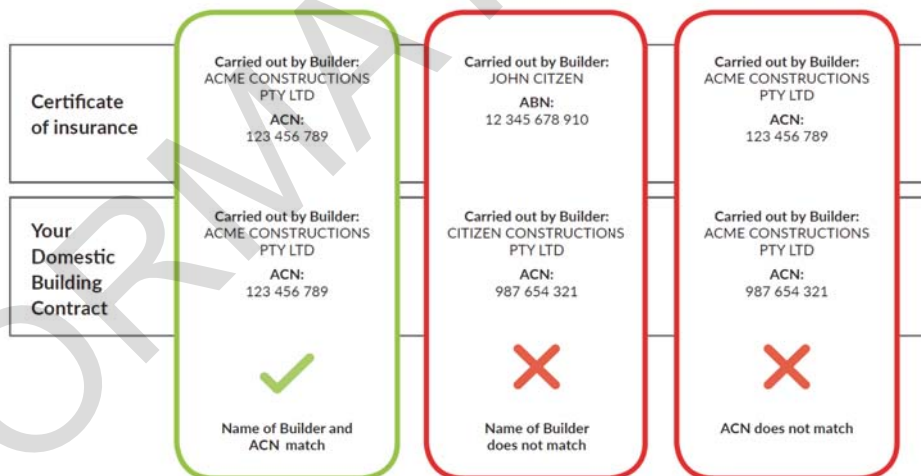 Certificate
of insurance
Carried out by Builder:
ACME CONSTRUCTIONS
PTY LTD
ACN:
123 456 789
Carried out by Builder:
JOHN CITZEN
ABN:
12 345 678 910
Carried out by Builder:
ACME CONSTRUCTIONS
PTY LTD
ACN:
123 456 789
Your
Domestic
Building
Contract
Carried out by Builder:
ACME CONSTRUCTIONS
PTY LTD
ACN:
123 456 789
Carried out by Builder:
CITIZEN CONSTRUCTIONS
PTY LTD
ACN:
987 654 321
Carried out by Builder:
ACME CONSTRUCTIONS
PTY LTD
ACN:
987 654 321
Name of Builder and
ACN match
Name of Builder
does not match
ACN does not match
ORMA